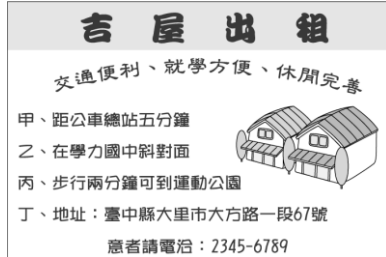 吉屋出租
交通便利、就學方便、休閒完善
甲、距公車總站五分鐘
乙、在學力國中斜對面
丙、步行兩分鐘可到運動公園
丁、地址：臺中縣大里市大方路一段67號
意者請電洽：2345-6789